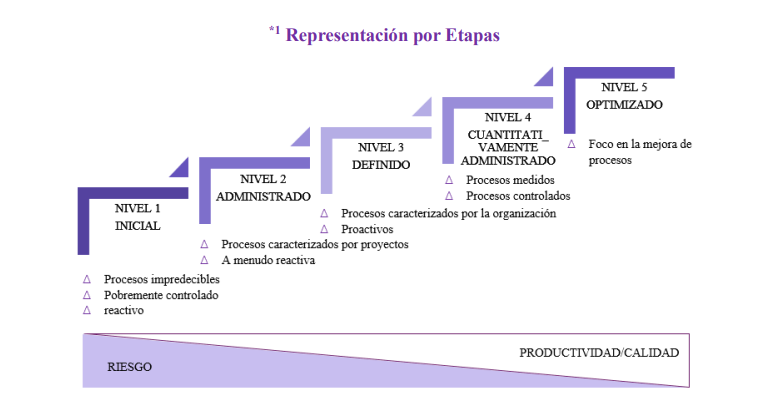 *1 Representación por Etapas
NIVEL 1
INICIAL
Δ Procesos impredecibles
Δ Pobremente controlado
Δ reactivo
NIVEL 2
ADMINISTRADO
Δ Procesos caracterizados por proyectos
Δ A menudo reactiva
NIVEL 3
DEFINIDO
Δ Procesos caracterizados por la organización
Δ Proactivos
NIVEL 4
CUANTITATI_
VAMENTE
ADMINISTRADO
Δ Procesos medidos
Δ Procesos controlados
NIVEL 5
OPTIMIZADO
Δ Foco en la mejora de
procesos
RIESGO
PRODUCTIVIDAD/CALIDAD